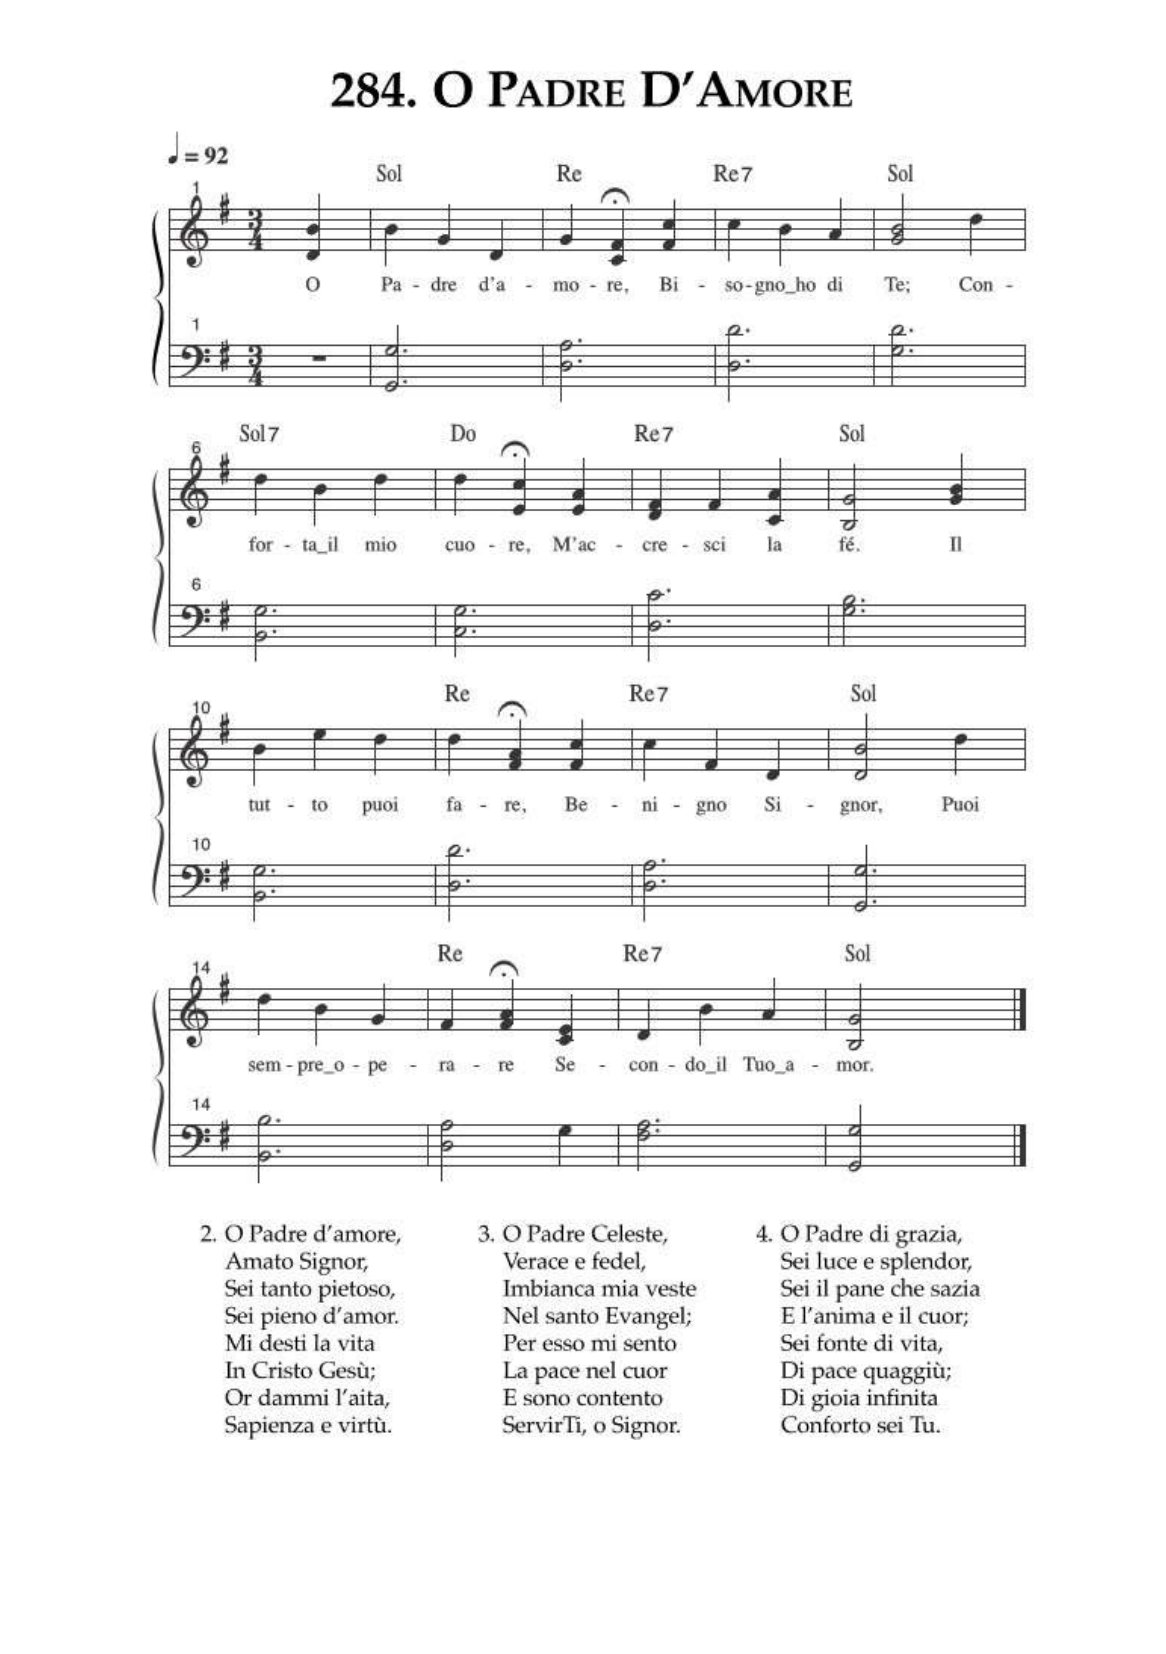 284. O PADRE D'AMORE
♩ = 92
Sol Re Re7 Sol
1
3 4
O Pa - dre d'a - mo - re, Bi - so - gno_ho di Te; Con -
1
3 4
Sol7 Do Re7 Sol
6
for - ta_il mio cuo - re, M'ac - cre - sci la fé. Il
6
Re Re7 Sol
10
tut - to puoi fa - re, Be - ni - gno Si - gnor, Puoi
10
Re Re7 Sol
14
sem - pre_o - pe - ra - re Se - con - do_il Tuo_a - mor.
14
2. O Padre d'amore,
Amato Signor,
Sei tanto pietoso,
Sei pieno d'amor.
Mi desti la vita
In Cristo Gesù;
Or dammi l'aita,
Sapienza e virtù.
3. O Padre Celeste,
Verace e fedel,
Imbianca mia veste
Nel santo Evangel;
Per esso mi sento
La pace nel cuor
E sono contento
ServirTi, o Signor.
4. O Padre di grazia,
Sei luce e splendor,
Sei il pane che sazia
E l'anima e il cuor;
Sei fonte di vita,
Di pace quaggiù;
Di gioia infinita
Conforto sei Tu.